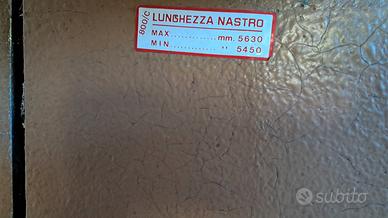 800/C
LUNGHEZZA NASTRO
MAX............. mm. 5630
MIN............. " 5450
subito